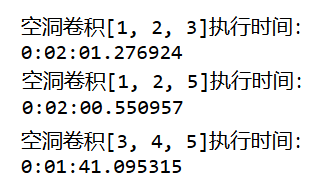 空洞卷积[1, 2, 3]执行时间:
0:02:01.276924
空洞卷积[1, 2, 5]执行时间:
0:02:00.550957
空洞卷积[3, 4, 5]执行时间:
0:01:41.095315